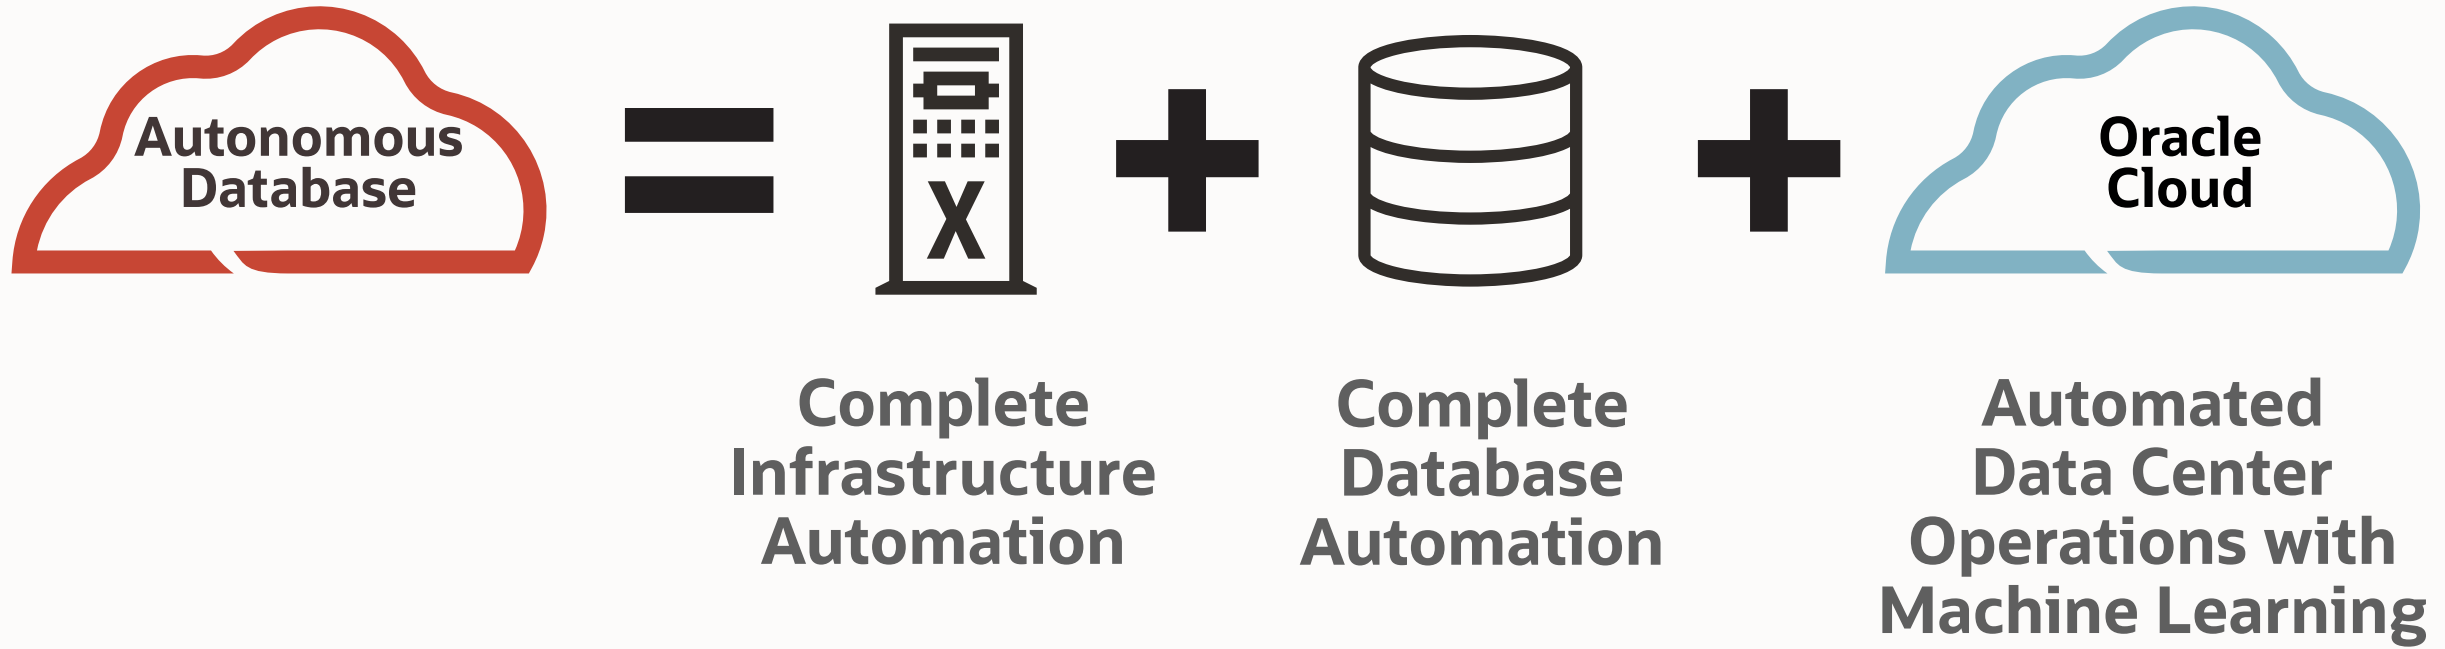 Autonomous
Database
X
Oracle
Cloud
Complete
Infrastructure
Automation
Complete
Database
Automation
Automated
Data Center
Operations with
Machine Learning